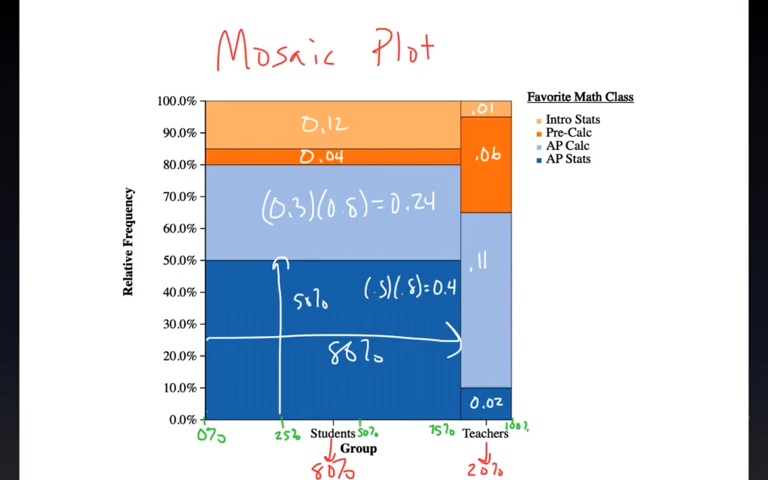 Mosaic Plot
Favorite Math Class
Intro Stats
Pre-Calc
AP Calc
AP Stats
Relative Frequency
100.0%
90.0%
80.0%
70.0%
60.0%
50.0%
40.0%
30.0%
20.0%
10.0%
0.0%
0.12
0.04
(0.3)(0.8)=0.24
50%
(.5)(.8)=0.4
80%
.01
.06
.11
0.02
0% 25% Students 50% 75% Teachers 100%
Group
80% 20%